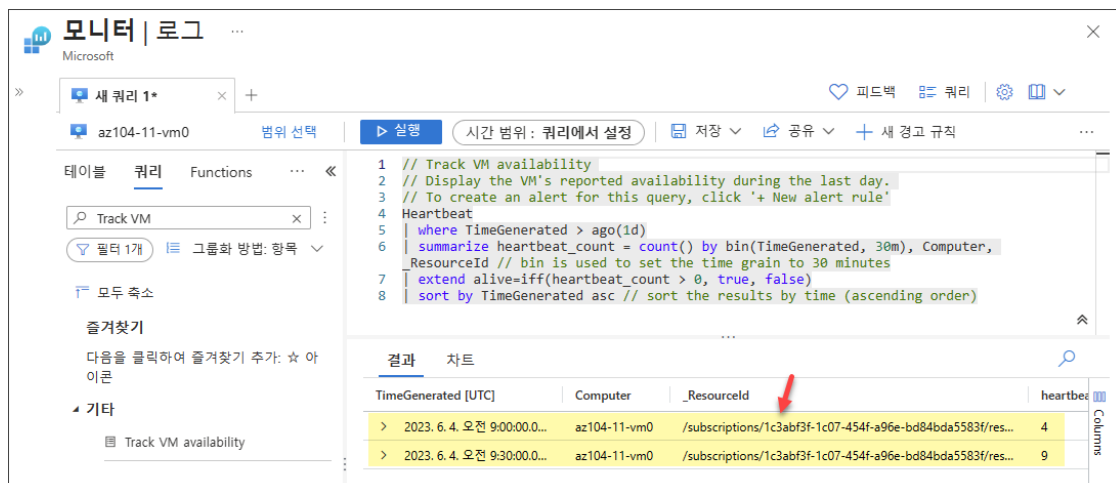 모니터 | 로그 ...
Microsoft
새 쿼리 1*
피드백
쿼리
az104-11-vm0
범위 선택
실행
시간 범위 : 쿼리에서 설정
저장
공유
새 경고 규칙
...
테이블
쿼리
Functions
...
Track VM
필터 1개
그룹화 방법: 항목
모두 축소
즐겨찾기
다음을 클릭하여 즐겨찾기 추가: ☆ 아
이콘
기타
Track VM availability
1 // Track VM availability
2 // Display the VM's reported availability during the last day.
3 // To create an alert for this query, click '+ New alert rule'
4 Heartbeat
5 | where TimeGenerated > ago(1d)
6 | summarize heartbeat_count = count() by bin(TimeGenerated, 30m), Computer,
_ResourceId // bin is used to set the time grain to 30 minutes
7 | extend alive=iff(heartbeat_count > 0, true, false)
8 | sort by TimeGenerated asc // sort the results by time (ascending order)
결과
차트
TimeGenerated [UTC] Computer _ResourceId heartbea
2023. 6. 4. 오전 9:00:00.0... az104-11-vm0 /subscriptions/1c3abf3f-1c07-454f-a96e-bd84bda5583f/res... 4
2023. 6. 4. 오전 9:30:00.0... az104-11-vm0 /subscriptions/1c3abf3f-1c07-454f-a96e-bd84bda5583f/res... 9
Columns